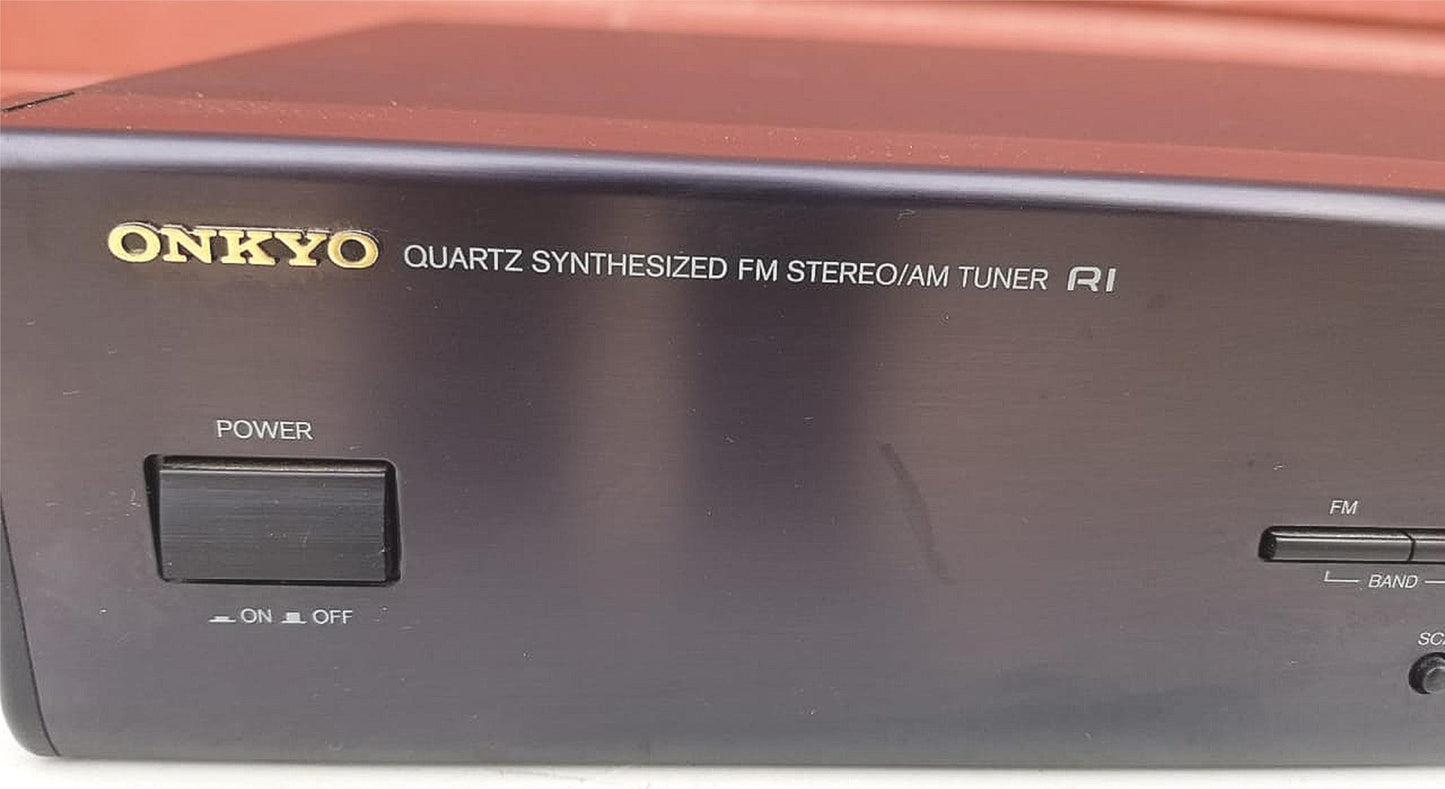 ONKYO QUARTZ SYNTHESIZED FM STEREO/AM TUNER RI
POWER
ON OFF
FM
BAND